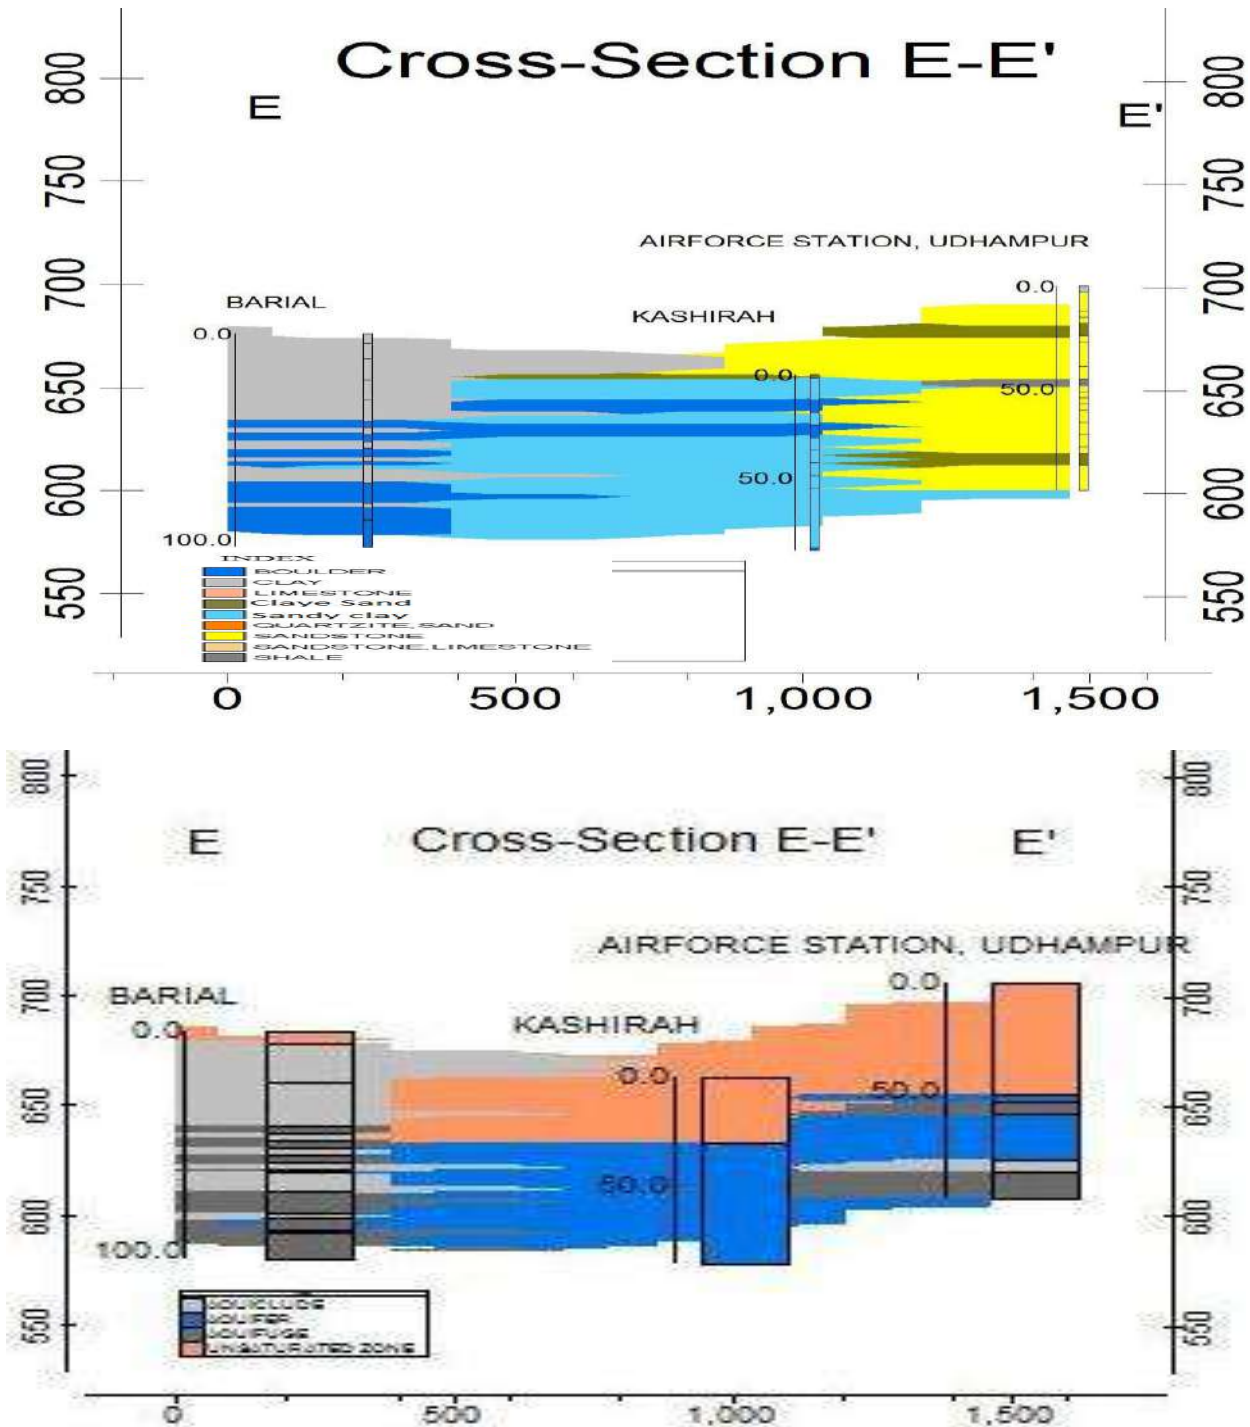 Cross-Section E-E'
E
E'
800
800
750
750
AIRFORCE STATION, UDHAMPUR
700
0.0
700
BARIAL
KASHIRAH
0.0
650
0.0
50.0
650
50.0
600
600
100.0
INDEX
BOULDER
CLAY
LIMESTONE
Claye Sand
Sandy clay
QUARTZITE,SAND
SANDSTONE
SANDSTONE,LIMESTONE
SHALE
550
550
0 500 1,000 1,500
800
800
E
Cross-Section E-E'
E'
750
750
AIRFORCE STATION, UDHAMPUR
0.0
700
BARIAL
700
0.0
KASHIRAH
0.0
50.0
650
650
50.0
600
600
100.0
AQUICLUDE
AQUIFER
AQUIFUGE
UNSATURATED ZONE
550
550
0 500 1,000 1,500